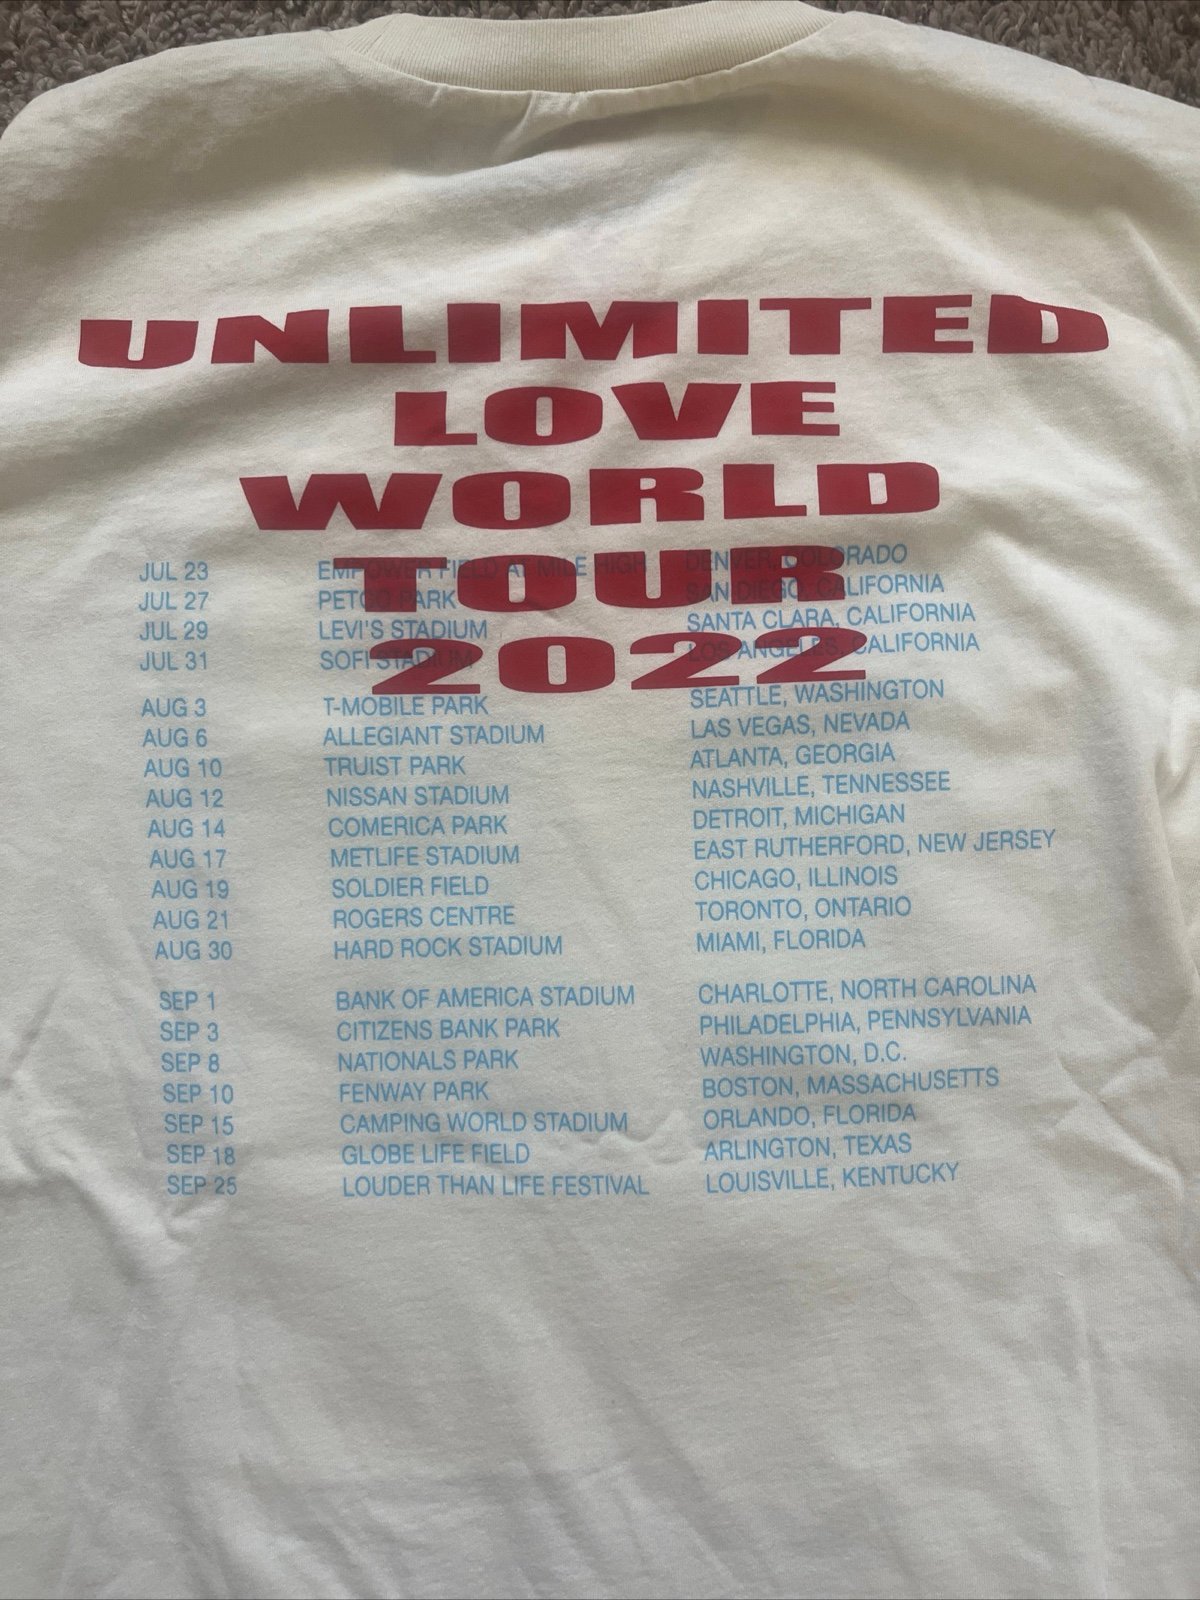 UNLIMITED
LOVE
WORLD
TOUR
2022
JUL 23 EMPOWER FIELD AT MILE HIGH DENVER, COLORADO
JUL 27 PETCO PARK SAN DIEGO, CALIFORNIA
JUL 29 LEVI'S STADIUM SANTA CLARA, CALIFORNIA
JUL 31 SOFI STADIUM LOS ANGELES, CALIFORNIA
AUG 3 T-MOBILE PARK SEATTLE, WASHINGTON
AUG 6 ALLEGIANT STADIUM LAS VEGAS, NEVADA
AUG 10 TRUIST PARK ATLANTA, GEORGIA
AUG 12 NISSAN STADIUM NASHVILLE, TENNESSEE
AUG 14 COMERICA PARK DETROIT, MICHIGAN
AUG 17 METLIFE STADIUM EAST RUTHERFORD, NEW JERSEY
AUG 19 SOLDIER FIELD CHICAGO, ILLINOIS
AUG 21 ROGERS CENTRE TORONTO, ONTARIO
AUG 30 HARD ROCK STADIUM MIAMI, FLORIDA
SEP 1 BANK OF AMERICA STADIUM CHARLOTTE, NORTH CAROLINA
SEP 3 CITIZENS BANK PARK PHILADELPHIA, PENNSYLVANIA
SEP 8 NATIONALS PARK WASHINGTON, D.C.
SEP 10 FENWAY PARK BOSTON, MASSACHUSETTS
SEP 15 CAMPING WORLD STADIUM ORLANDO, FLORIDA
SEP 18 GLOBE LIFE FIELD ARLINGTON, TEXAS
SEP 25 LOUDER THAN LIFE FESTIVAL LOUISVILLE, KENTUCKY